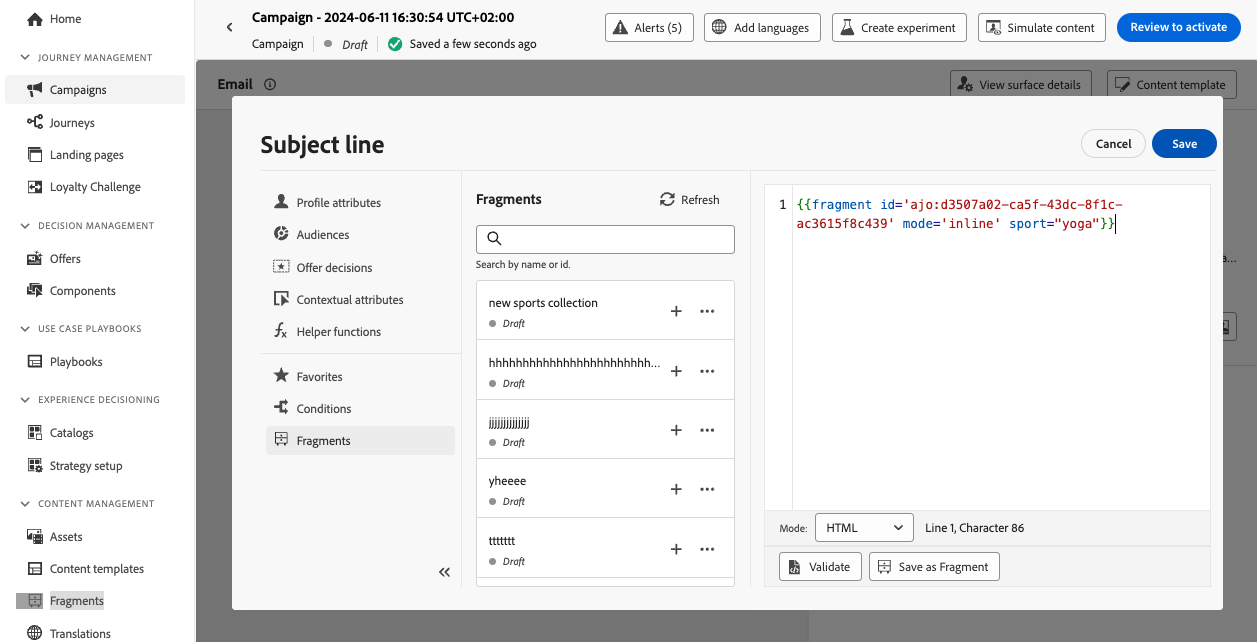 Home
JOURNEY MANAGEMENT
Campaigns
Journeys
Landing pages
Loyalty Challenge
DECISION MANAGEMENT
Offers
Components
USE CASE PLAYBOOKS
Playbooks
EXPERIENCE DECISIONING
Catalogs
Strategy setup
CONTENT MANAGEMENT
Assets
Content templates
Fragments
Translations
Campaign - 2024-06-11 16:30:54 UTC+02:00
Campaign Draft Saved a few seconds ago
Alerts (5)
Add languages
Create experiment
Simulate content
Review to activate
Email
View surface details
Content template
Subject line
Cancel
Save
Profile attributes
Audiences
Offer decisions
Contextual attributes
Helper functions
Favorites
Conditions
Fragments
Fragments
Refresh
Search by name or id.
new sports collection
Draft
hhhhhhhhhhhhhhhhhhhhhhhh...
Draft
jjjjjjjjjjjjjjj
Draft
yheeee
Draft
ttttttt
Draft
1 {{fragment id='ajo:d3507a02-ca5f-43dc-8f1c-
ac3615f8c439' mode='inline' sport="yoga"}}
Mode: HTML Line 1, Character 86
Validate
Save as Fragment
a...